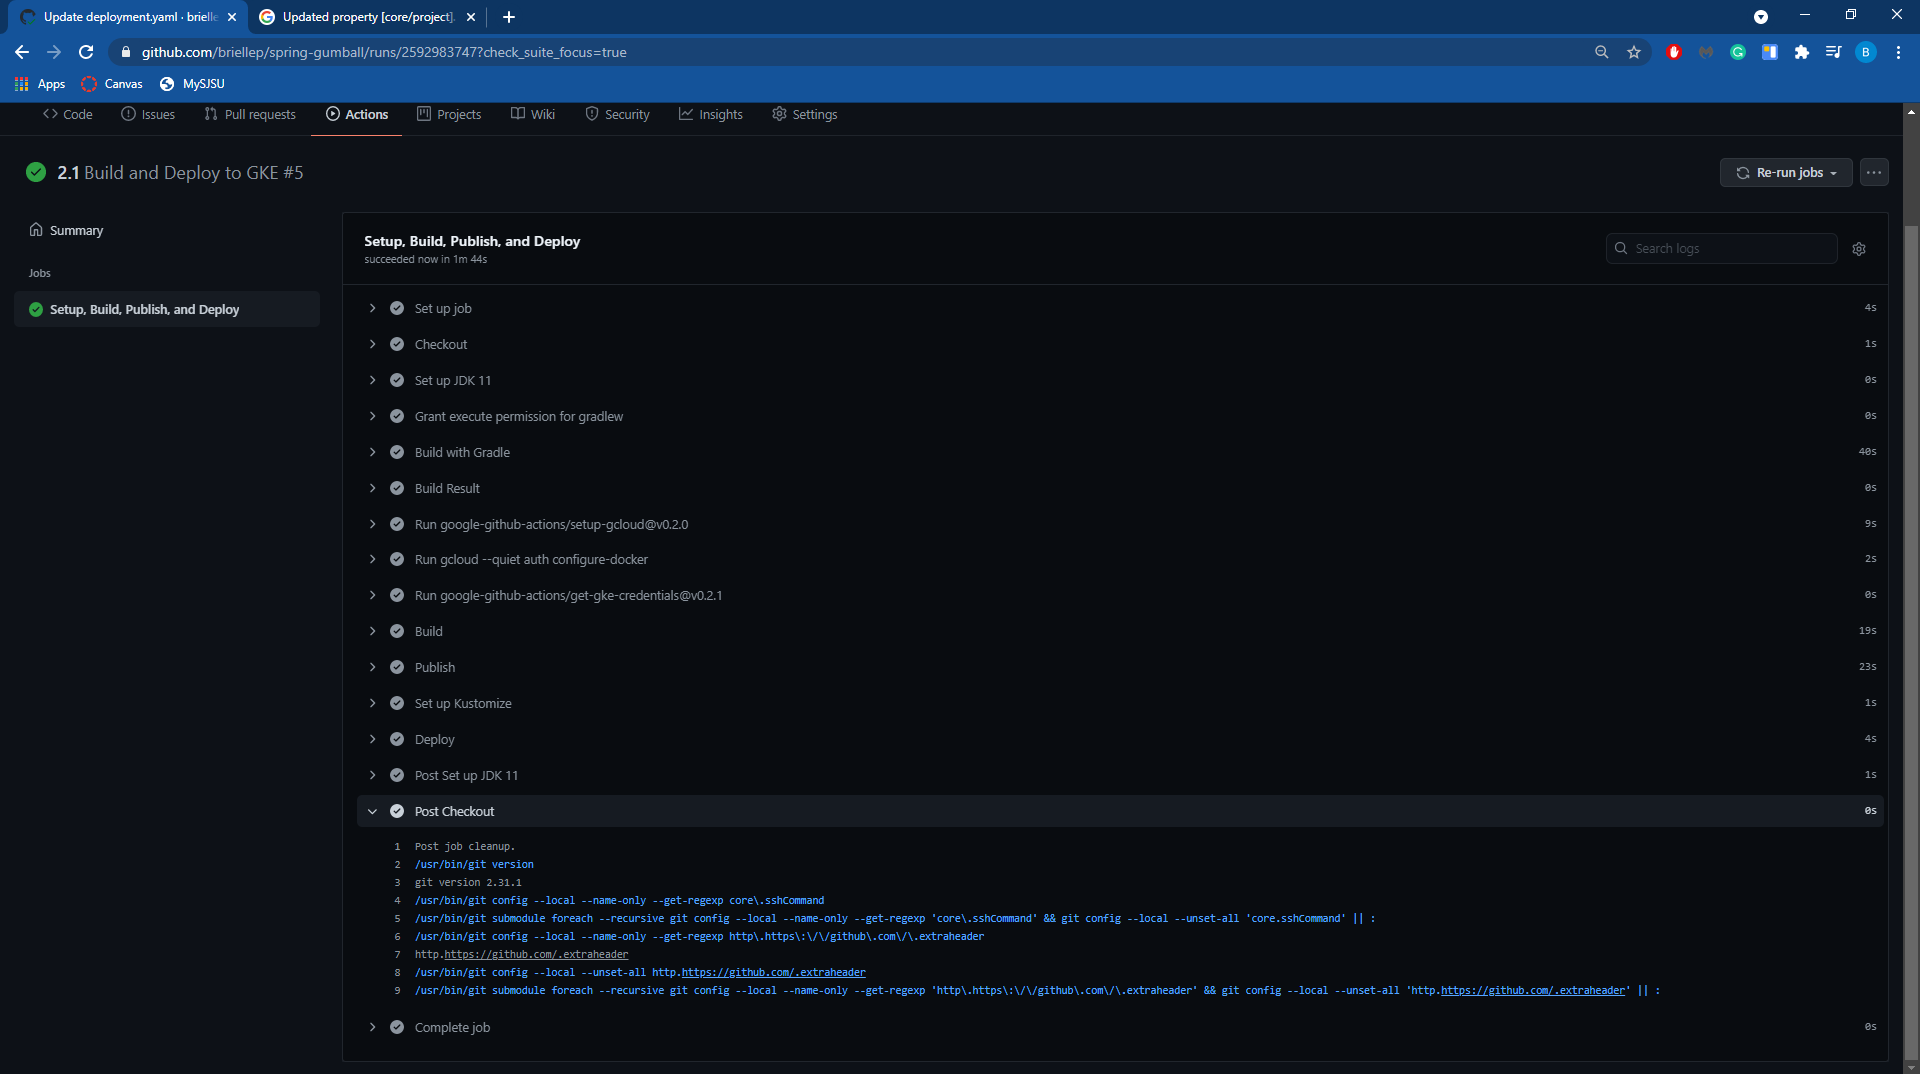 Update deployment.yaml · brielle
Updated property [core/project].
github.com/briellep/spring-gumball/runs/2592983747?check_suite_focus=true
B
Apps
Canvas
MySJSU
Code
Issues
Pull requests
Actions
Projects
Wiki
Security
Insights
Settings
2.1 Build and Deploy to GKE #5
Re-run jobs
Summary
Jobs
Setup, Build, Publish, and Deploy
Setup, Build, Publish, and Deploy
succeeded now in 1m 44s
Search logs
Set up job 4s
Checkout 1s
Set up JDK 11 0s
Grant execute permission for gradlew 0s
Build with Gradle 40s
Build Result 0s
Run google-github-actions/setup-gcloud@v0.2.0 9s
Run gcloud --quiet auth configure-docker 2s
Run google-github-actions/get-gke-credentials@v0.2.1 0s
Build 19s
Publish 23s
Set up Kustomize 1s
Deploy 4s
Post Set up JDK 11 1s
Post Checkout 0s
1 Post job cleanup.
2 /usr/bin/git version
3 git version 2.31.1
4 /usr/bin/git config --local --name-only --get-regexp core\.sshCommand
5 /usr/bin/git submodule foreach --recursive git config --local --name-only --get-regexp 'core\.sshCommand' && git config --local --unset-all 'core.sshCommand' || :
6 /usr/bin/git config --local --name-only --get-regexp http\.https\:\/\/github\.com\/\.extraheader
7 http.https://github.com/.extraheader
8 /usr/bin/git config --local --unset-all http.https://github.com/.extraheader
9 /usr/bin/git submodule foreach --recursive git config --local --name-only --get-regexp 'http\.https\:\/\/github\.com\/\.extraheader' && git config --local --unset-all 'http.https://github.com/.extraheader' || :
Complete job 0s